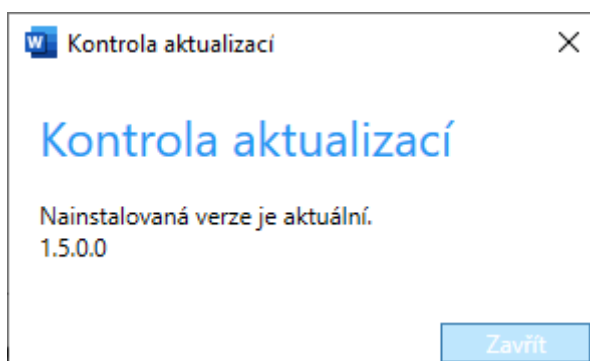 Kontrola aktualizací
Kontrola aktualizací
Nainstalovaná verze je aktuální.
1.5.0.0
Zavřít